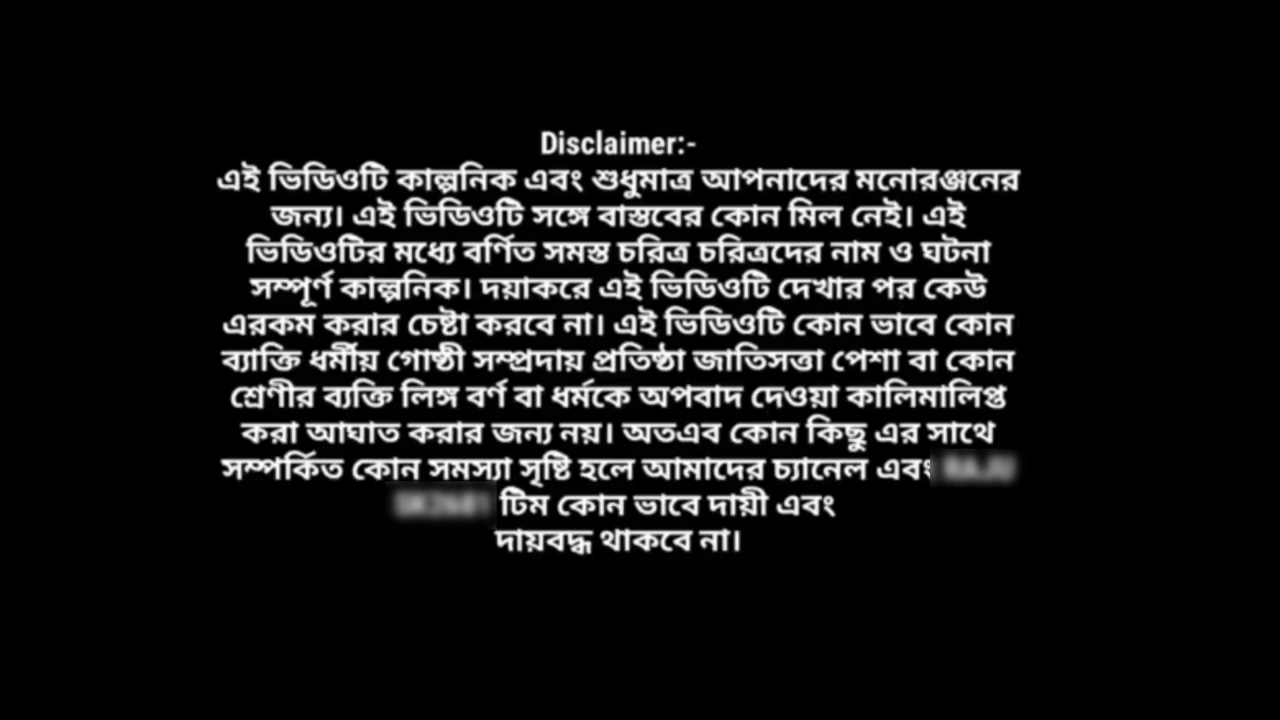 Disclaimer:-
এই ভিডিওটি কাল্পনিক এবং শুধুমাত্র আপনাদের মনোরঞ্জনের
জন্য। এই ভিডিওটি সঙ্গে বাস্তবের কোন মিল নেই। এই
ভিডিওটির মধ্যে বর্ণিত সমস্ত চরিত্র চরিত্রদের নাম ও ঘটনা
সম্পূর্ণ কাল্পনিক। দয়াকরে এই ভিডিওটি দেখার পর কেউ
এরকম করার চেষ্টা করবে না। এই ভিডিওটি কোন ভাবে কোন
ব্যাক্তি ধর্মীয় গোষ্ঠী সম্প্রদায় প্রতিষ্ঠা জাতিসত্তা পেশা বা কোন
শ্রেণীর ব্যক্তি লিঙ্গ বর্ণ বা ধর্মকে অপবাদ দেওয়া কালিমালিপ্ত
করা আঘাত করার জন্য নয়। অতএব কোন কিছু এর সাথে
সম্পর্কিত কোন সমস্যা সৃষ্টি হলে আমাদের চ্যানেল এবং
টিম কোন ভাবে দায়ী এবং
দায়বদ্ধ থাকবে না।